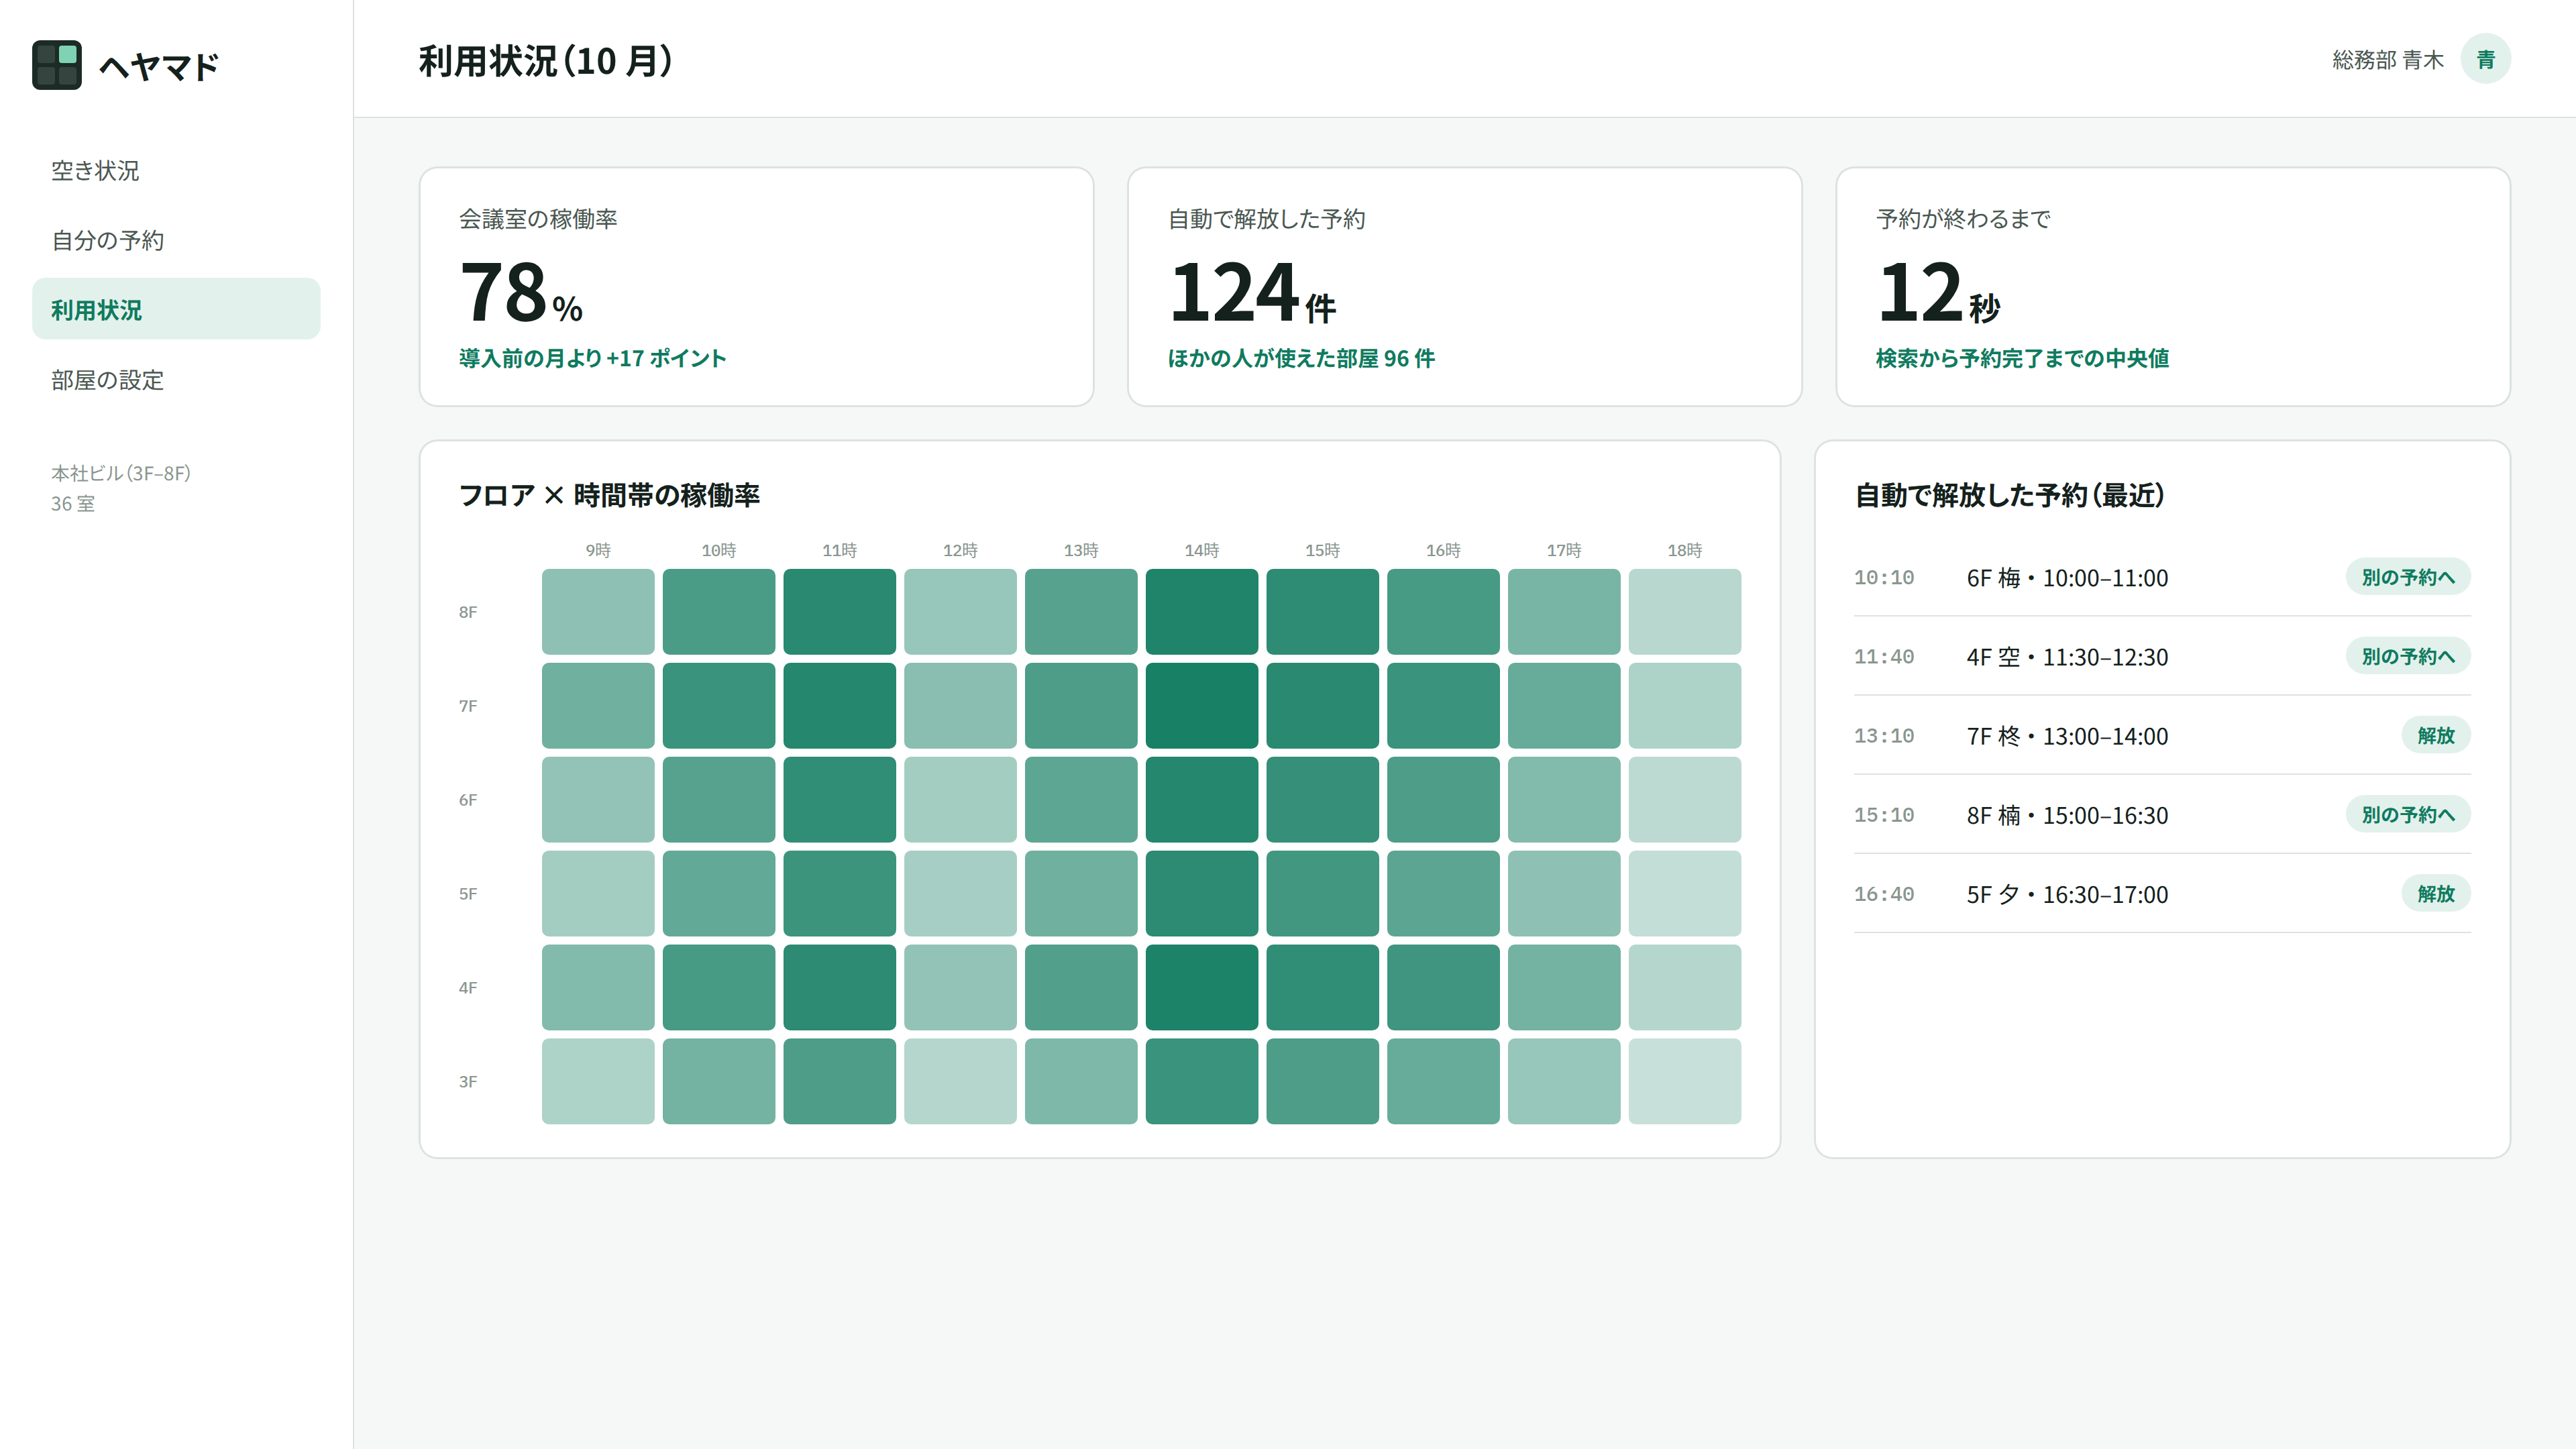 ヘヤマド
空き状況
自分の予約
利用状況
部屋の設定
本社ビル（3F–8F）
36 室
利用状況（10 月）
総務部 青木
青
会議室の稼働率
78 %
導入前の月より +17 ポイント
自動で解放した予約
124 件
ほかの人が使えた部屋 96 件
予約が終わるまで
12 秒
検索から予約完了までの中央値
フロア × 時間帯の稼働率
9時 10時 11時 12時 13時 14時 15時 16時 17時 18時
8F
7F
6F
5F
4F
3F
自動で解放した予約（最近）
10:10 6F 梅・10:00–11:00 別の予約へ
11:40 4F 空・11:30–12:30 別の予約へ
13:10 7F 柊・13:00–14:00 解放
15:10 8F 楠・15:00–16:30 別の予約へ
16:40 5F 夕・16:30–17:00 解放